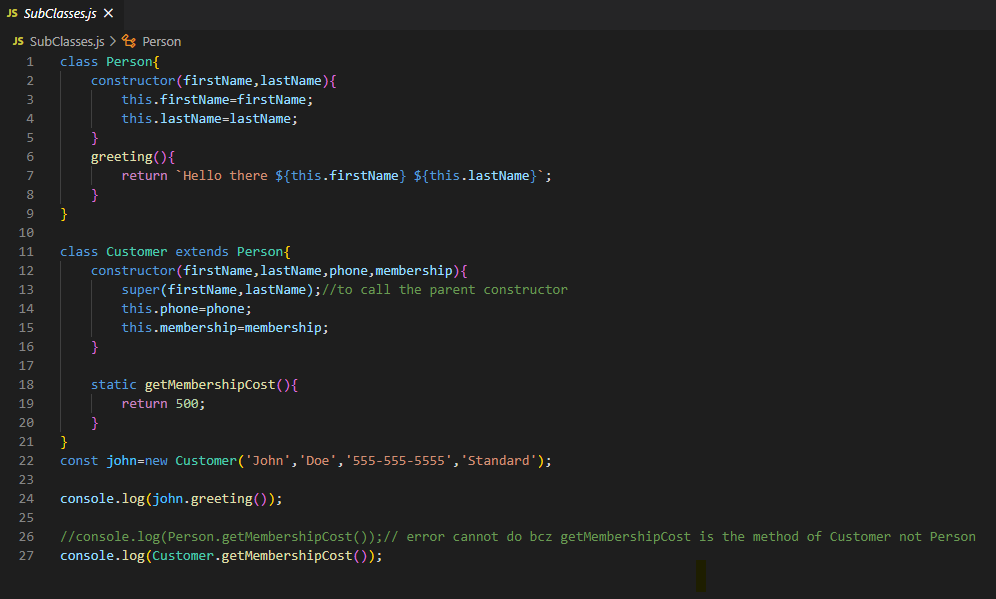 JS SubClasses.js ×
JS SubClasses.js > Person
1 class Person{
2     constructor(firstName,lastName){
3         this.firstName=firstName;
4         this.lastName=lastName;
5     }
6     greeting(){
7         return `Hello there ${this.firstName} ${this.lastName}`;
8     }
9 }
10
11 class Customer extends Person{
12     constructor(firstName,lastName,phone,membership){
13         super(firstName,lastName);//to call the parent constructor
14         this.phone=phone;
15         this.membership=membership;
16     }
17
18     static getMembershipCost(){
19         return 500;
20     }
21 }
22 const john=new Customer('John','Doe','555-555-5555','Standard');
23
24 console.log(john.greeting());
25
26 //console.log(Person.getMembershipCost());// error cannot do bcz getMembershipCost is the method of Customer not Person
27 console.log(Customer.getMembershipCost());